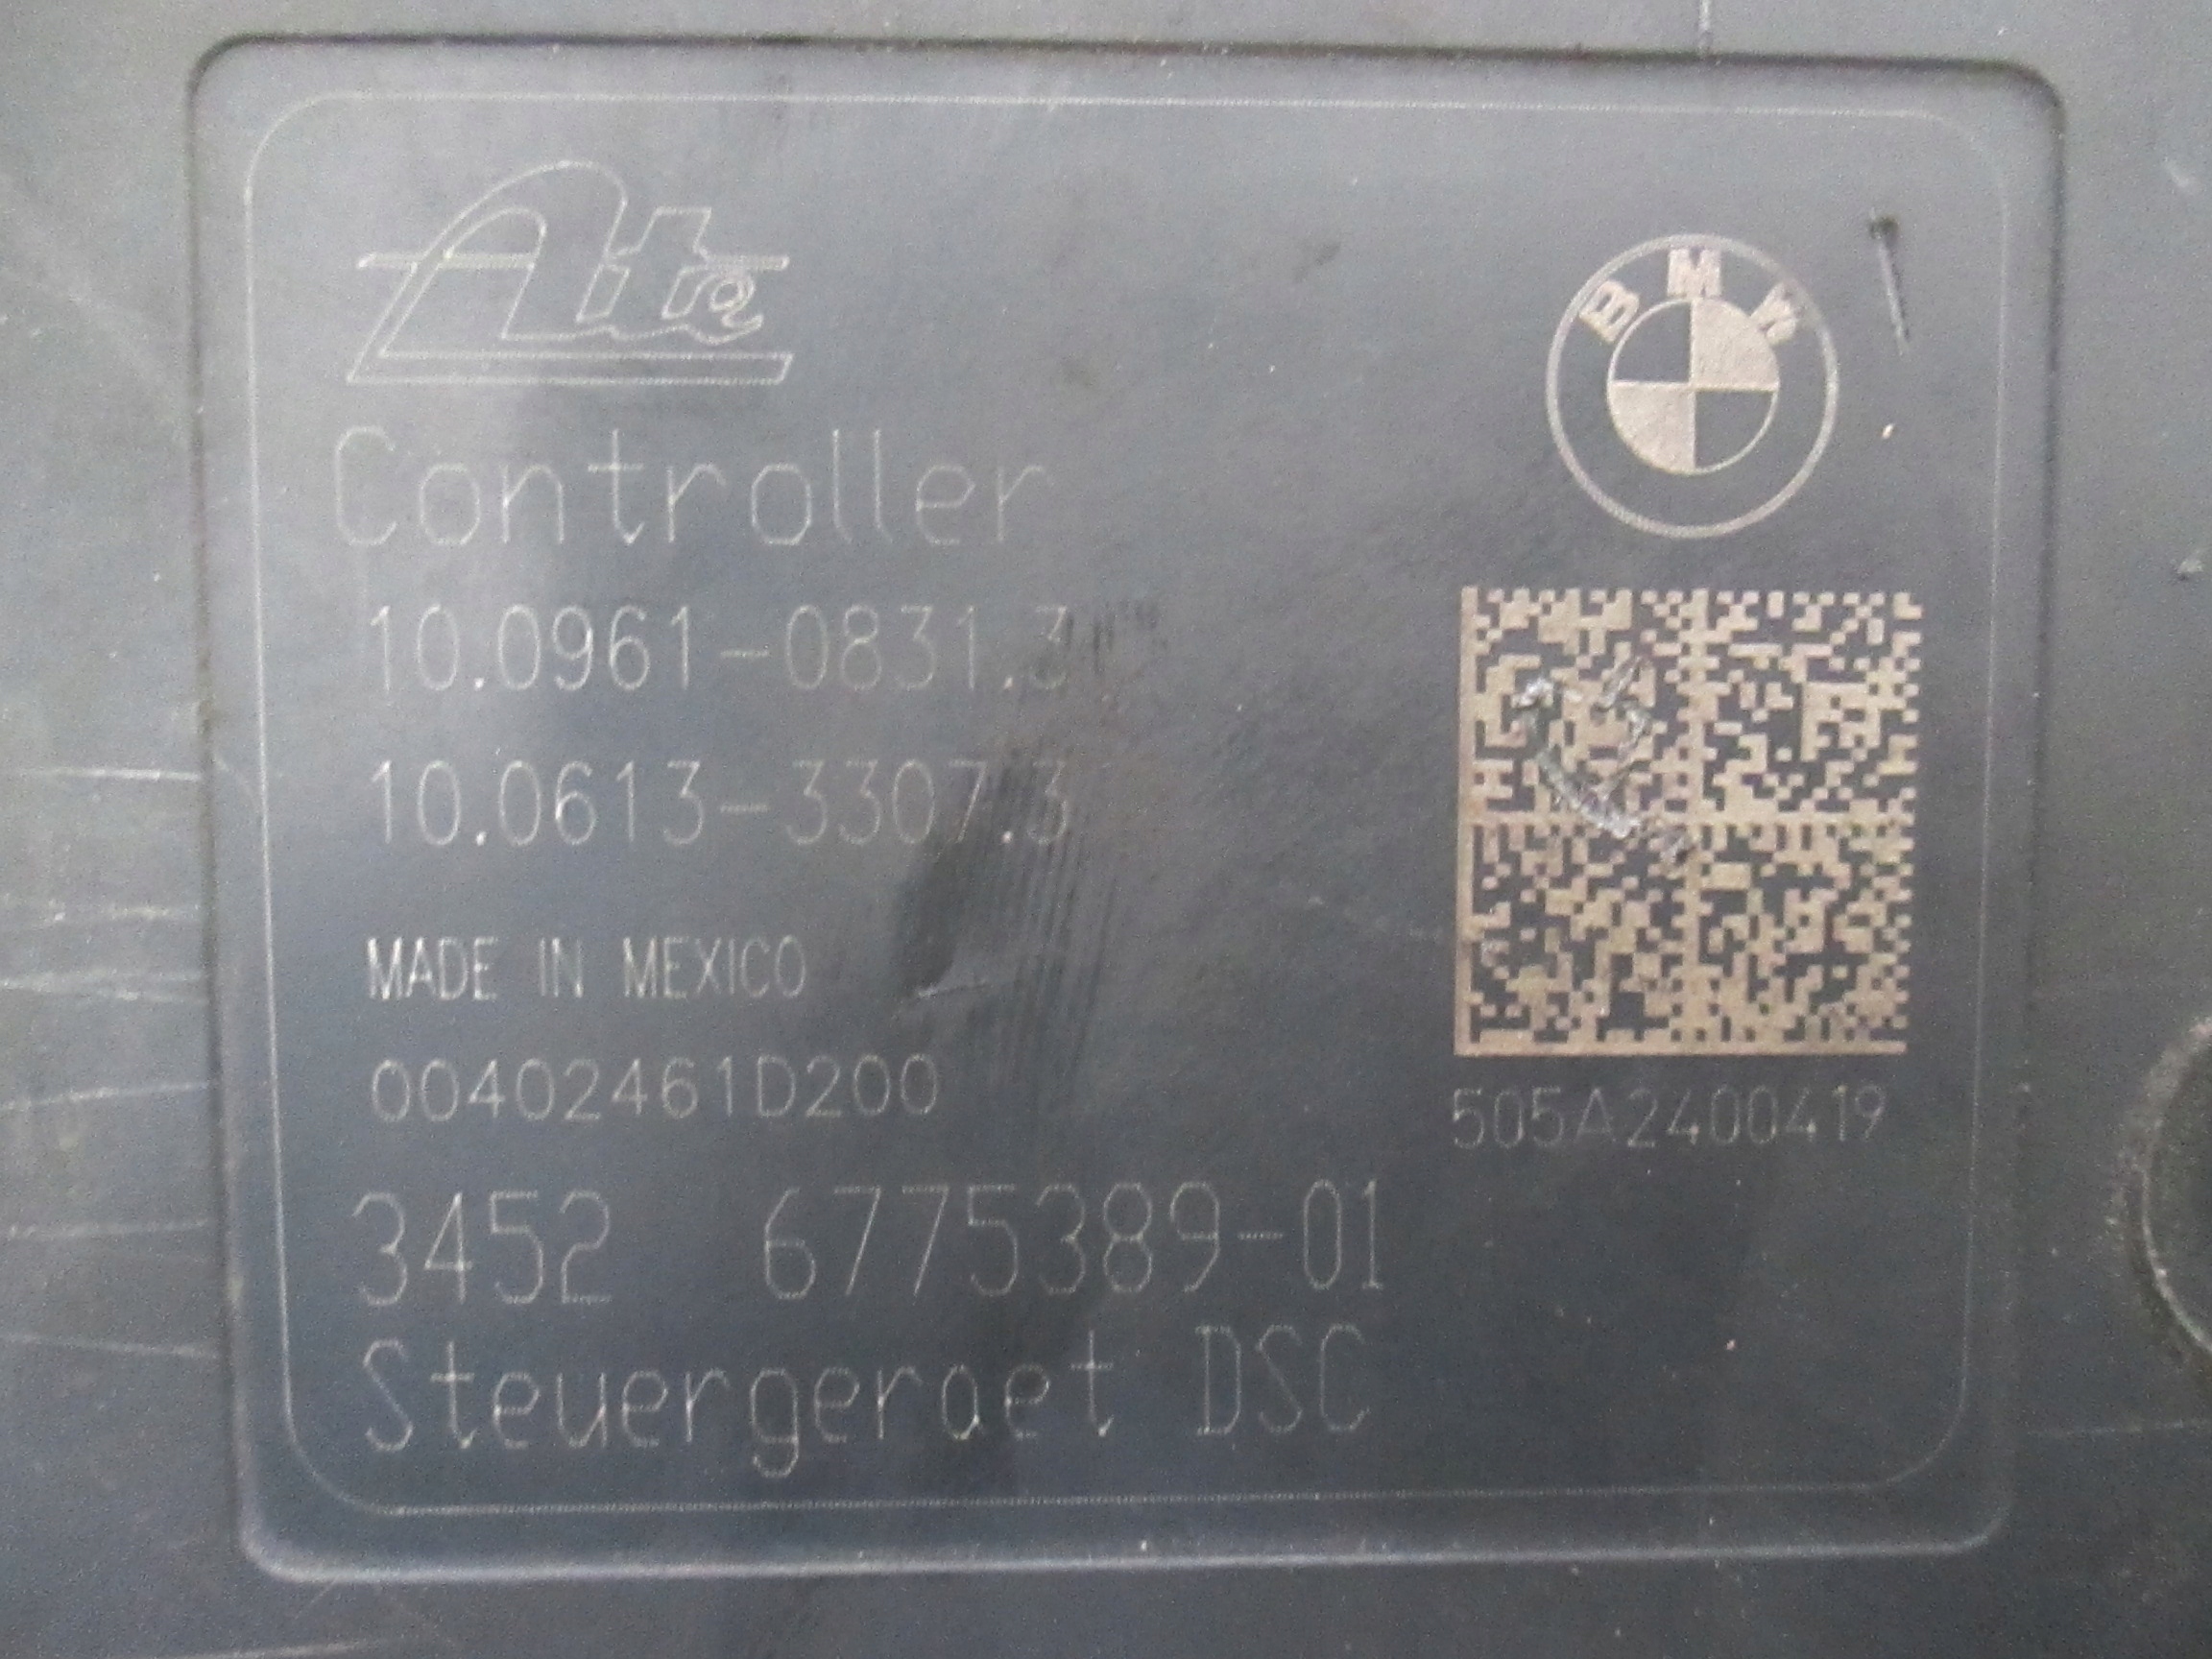 Ate
BMW
Controller
10.0961-0831.3
10.0613-3307.3
MADE IN MEXICO
00402461D200
505A2400419
3452 6775389-01
Steuergeraet DSC